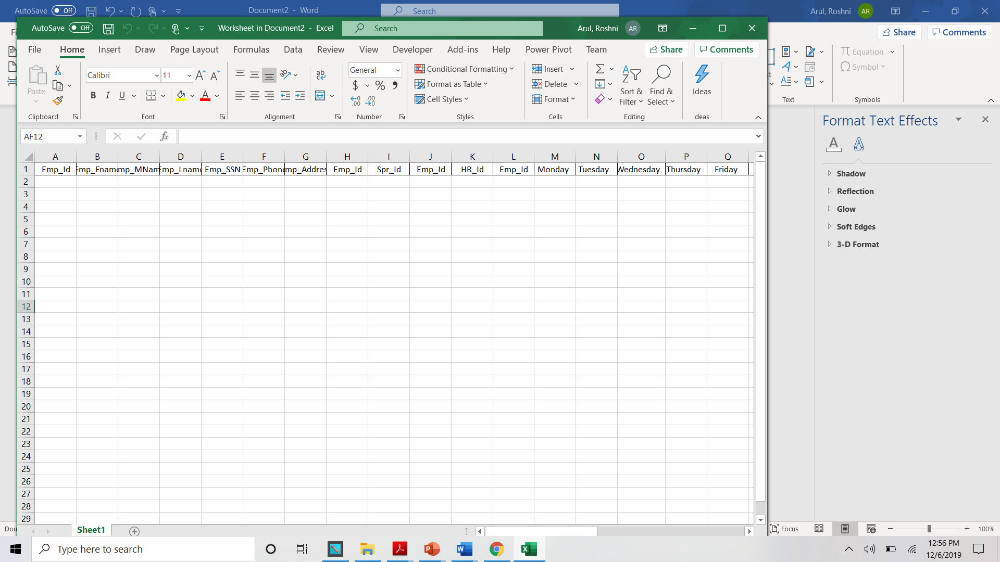 AutoSave Off Document2 - Word Search Arul, Roshni AR
AutoSave Off Worksheet in Document2 - Excel Search Arul, Roshni AR
Share Comments
File Home Insert Draw Page Layout Formulas Data Review View Developer Add-ins Help Power Pivot Team Share Comments
Paste
Calibri 11
B I U
General
$ % 9
Conditional Formatting
Format as Table
Cell Styles
Insert
Delete
Format
Sort & Filter
Find & Select
Ideas
Equation
Symbol
Clipboard Font Alignment Number Styles Cells Editing Ideas
Text Symbols
AF12 fx
Format Text Effects
Shadow
Reflection
Glow
Soft Edges
3-D Format
A B C D E F G H I J K L M N O P Q
1 Emp_Id Emp_Fname mp_MNam Emp_Lname Emp_SSN Emp_Phone mp_Addres Emp_Id Spr_Id Emp_Id HR_Id Emp_Id Monday Tuesday Wednesday Thursday Friday
2
3
4
5
6
7
8
9
10
11
12
13
14
15
16
17
18
19
20
21
22
23
24
25
26
27
28
29
Sheet1
Focus 100%
Type here to search
12:56 PM
12/6/2019